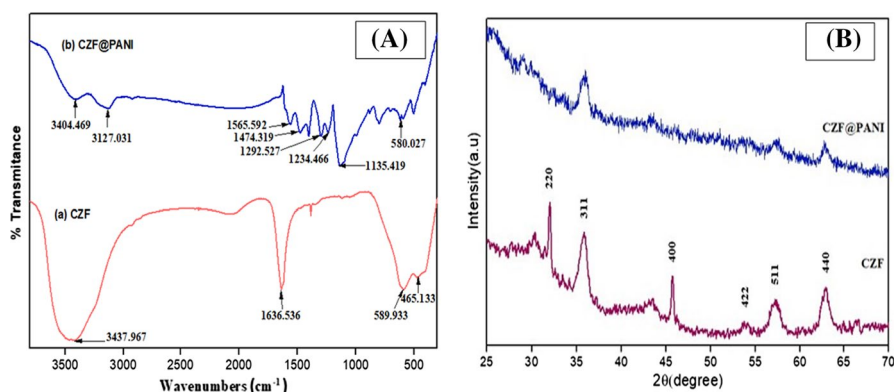 (A)
(b) CZF@PANI
3404.469
3127.031
1565.592
1474.319
1292.527
1234.466
1135.419
580.027
(a) CZF
3437.967
1636.536
589.933
465.133
% Transmitance
3500 3000 2500 2000 1500 1000 500
Wavenumbers (cm-1)
(B)
CZF@PANI
220
311
400
422
511
440
CZF
Intensity(a.u)
25 30 35 40 45 50 55 60 65 70
2θ(degree)